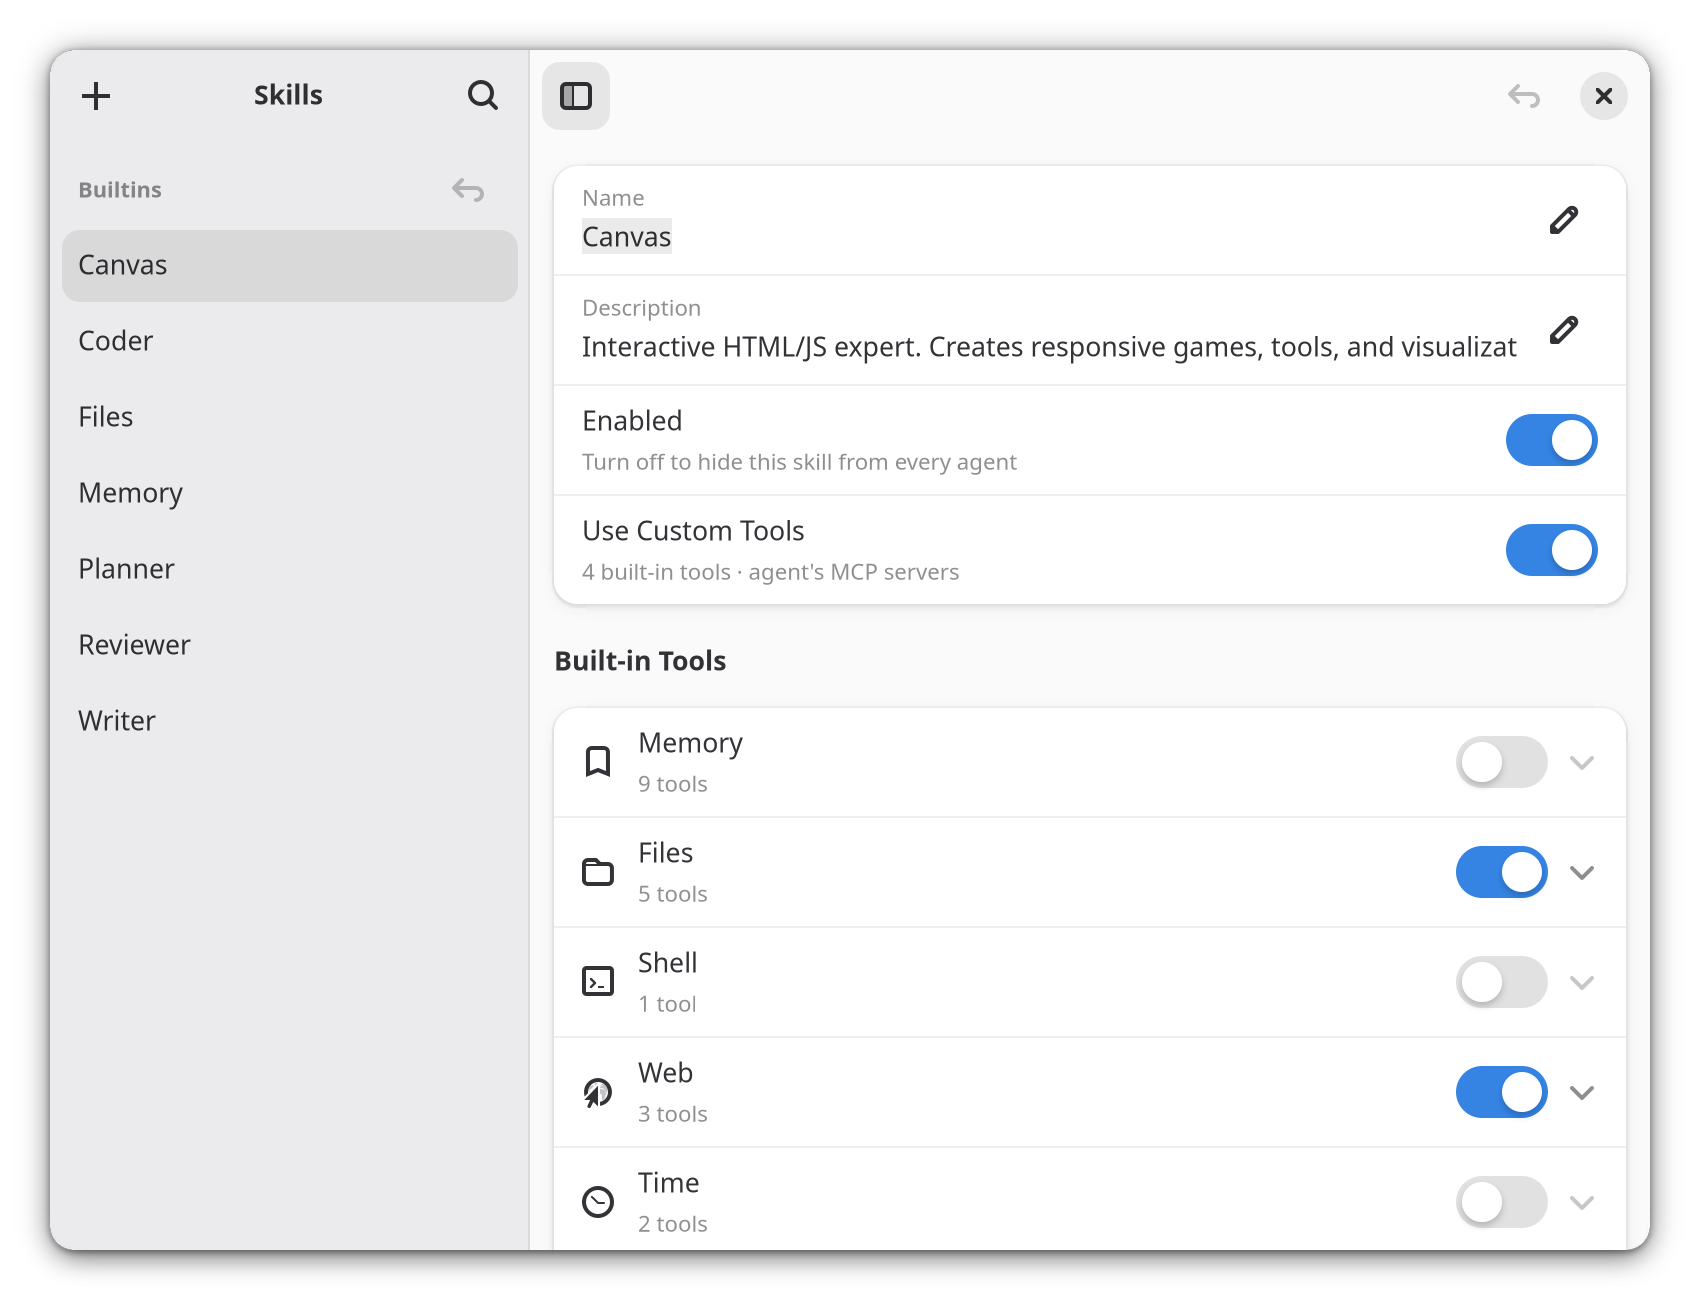 Skills
Builtins
Canvas
Coder
Files
Memory
Planner
Reviewer
Writer
Name
Canvas
Description
Interactive HTML/JS expert. Creates responsive games, tools, and visualizat
Enabled
Turn off to hide this skill from every agent
Use Custom Tools
4 built-in tools · agent's MCP servers
Built-in Tools
Memory
9 tools
Files
5 tools
Shell
1 tool
Web
3 tools
Time
2 tools